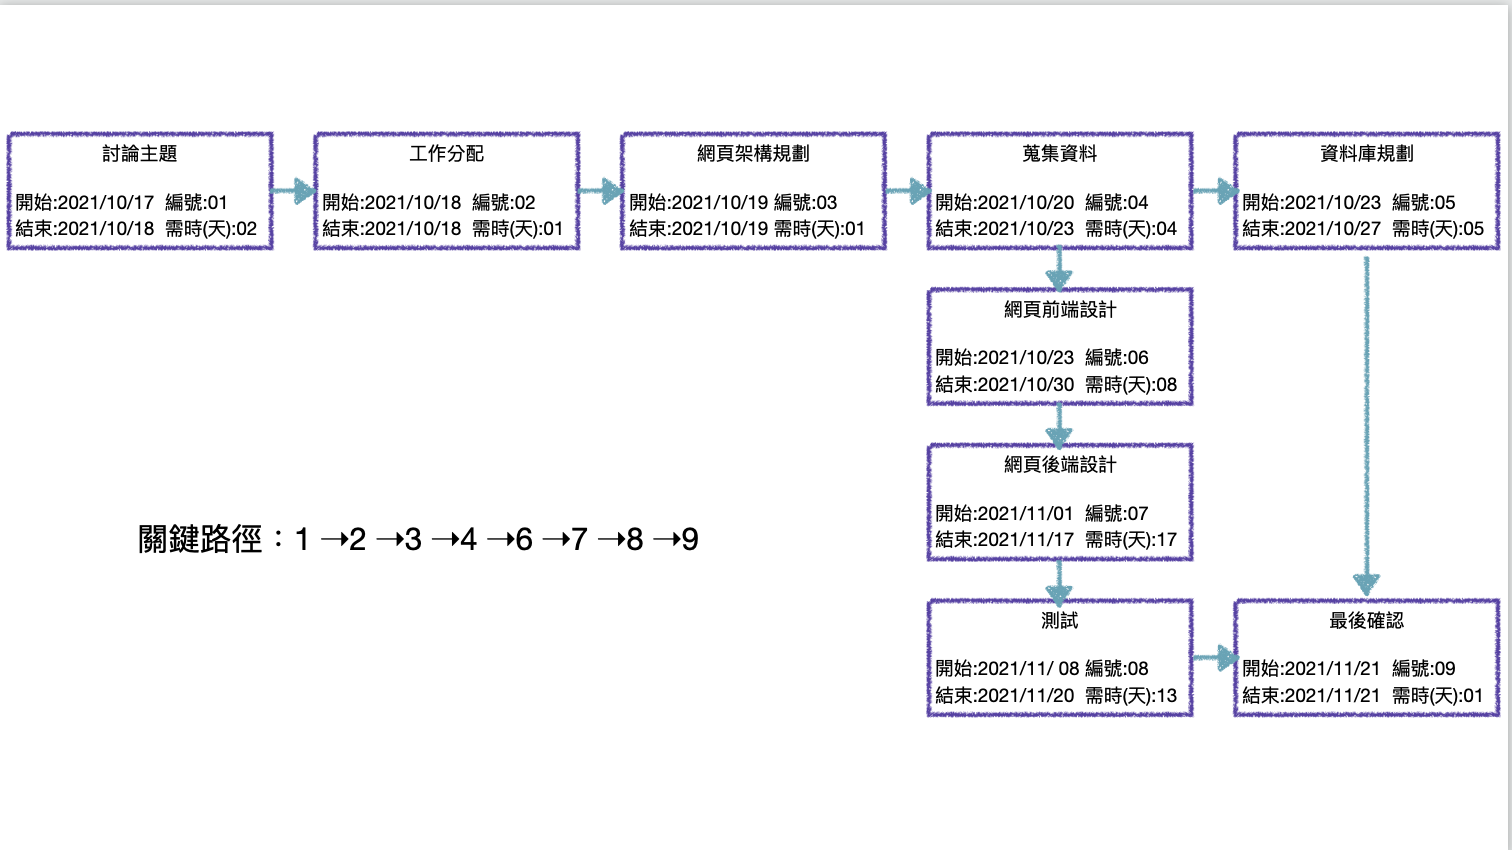 討論主題
開始:2021/10/17 編號:01
結束:2021/10/18 需時(天):02
工作分配
開始:2021/10/18 編號:02
結束:2021/10/18 需時(天):01
網頁架構規劃
開始:2021/10/19 編號:03
結束:2021/10/19 需時(天):01
蒐集資料
開始:2021/10/20 編號:04
結束:2021/10/23 需時(天):04
資料庫規劃
開始:2021/10/23 編號:05
結束:2021/10/27 需時(天):05
網頁前端設計
開始:2021/10/23 編號:06
結束:2021/10/30 需時(天):08
網頁後端設計
開始:2021/11/01 編號:07
結束:2021/11/17 需時(天):17
關鍵路徑：1 →2 →3 →4 →6 →7 →8 →9
測試
開始:2021/11/ 08 編號:08
結束:2021/11/20 需時(天):13
最後確認
開始:2021/11/21 編號:09
結束:2021/11/21 需時(天):01